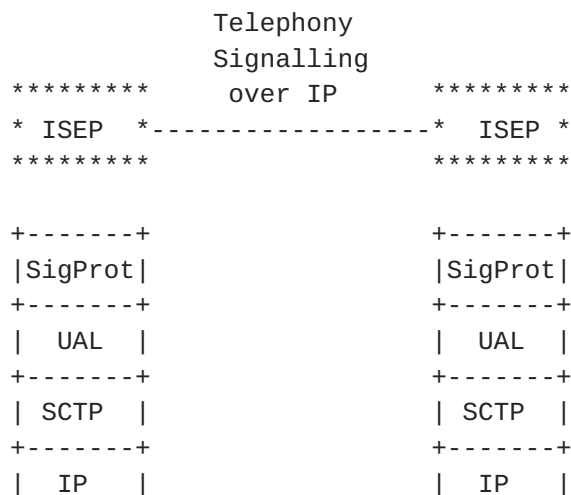 Telephony
Signalling
*********     over IP      *********
* ISEP  *------------------*  ISEP *
*********                  *********
+-------+                  +-------+
|SigProt|                  |SigProt|
+-------+                  +-------+
|  UAL  |                  |  UAL  |
+-------+                  +-------+
| SCTP  |                  | SCTP  |
+-------+                  +-------+
|  IP   |                  |  IP   |